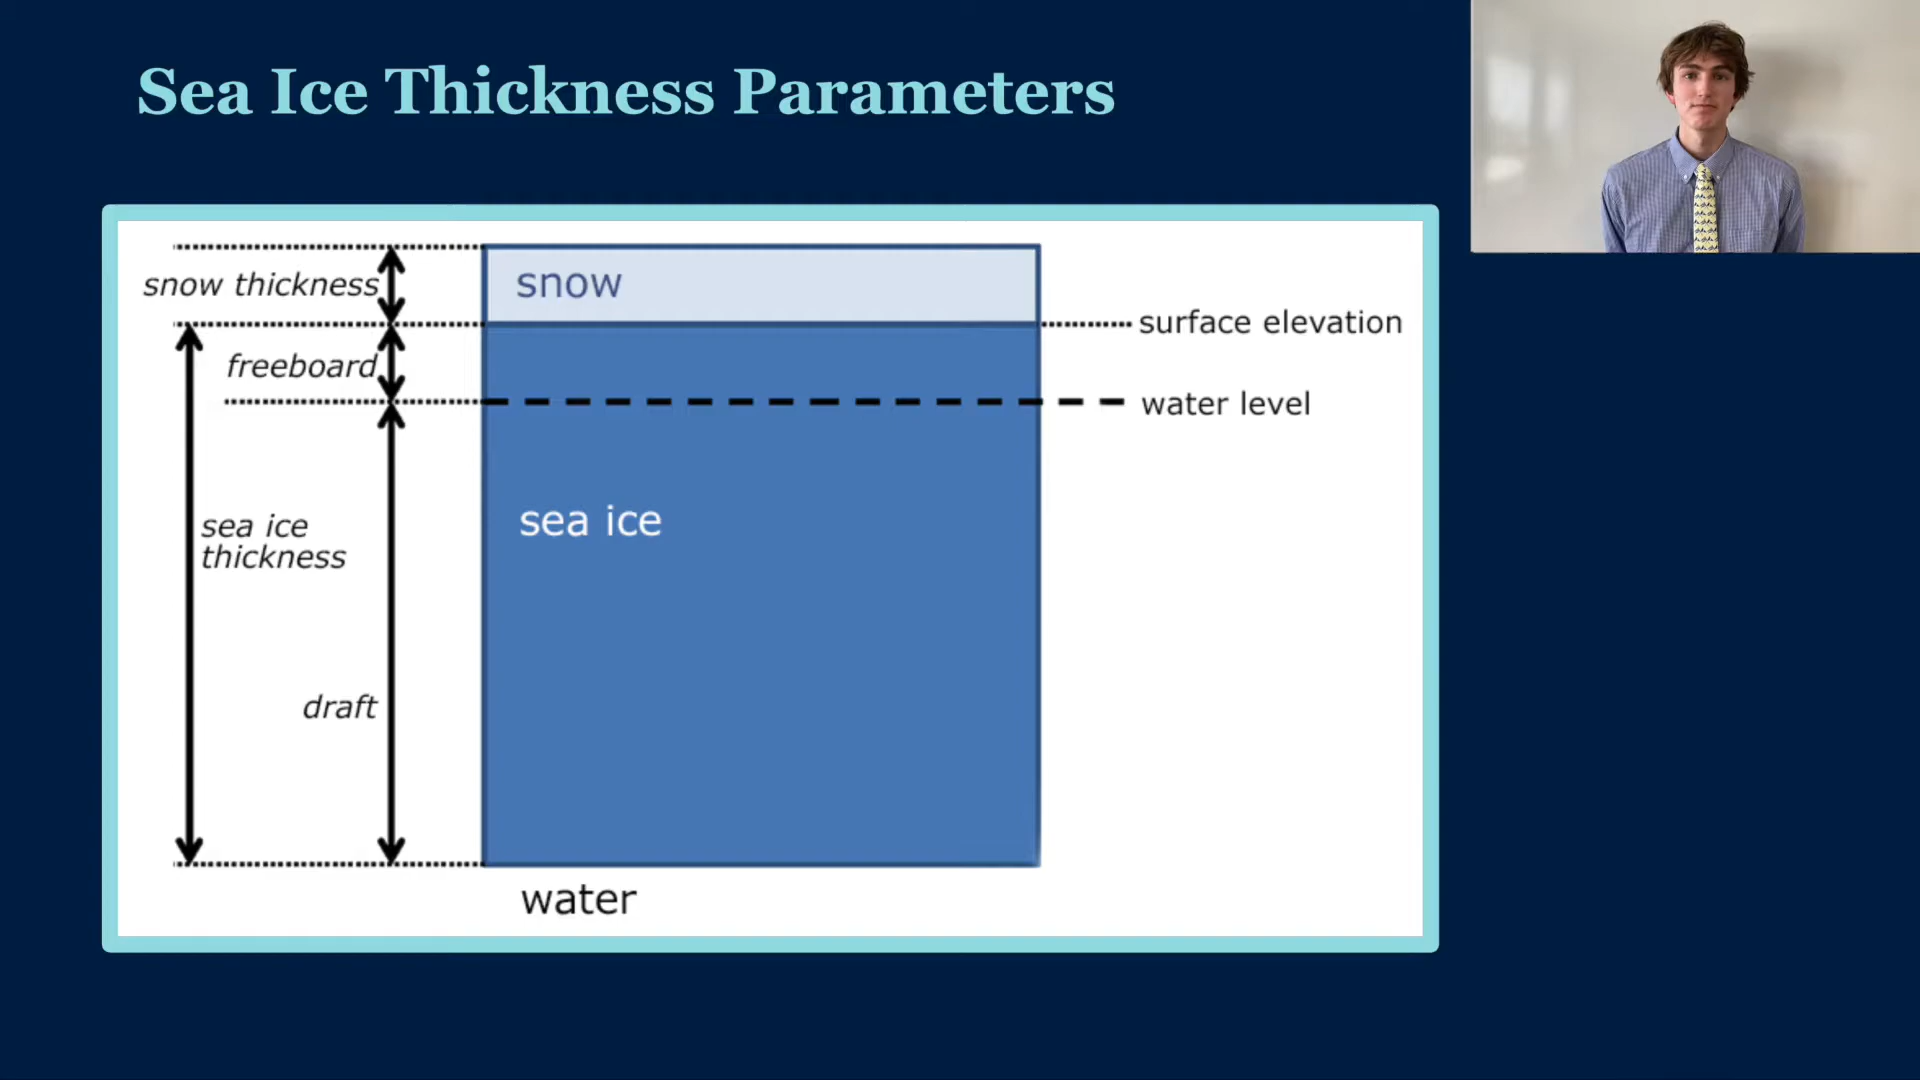 Sea Ice Thickness Parameters
snow thickness
snow
surface elevation
freeboard
water level
sea ice
thickness
sea ice
draft
water